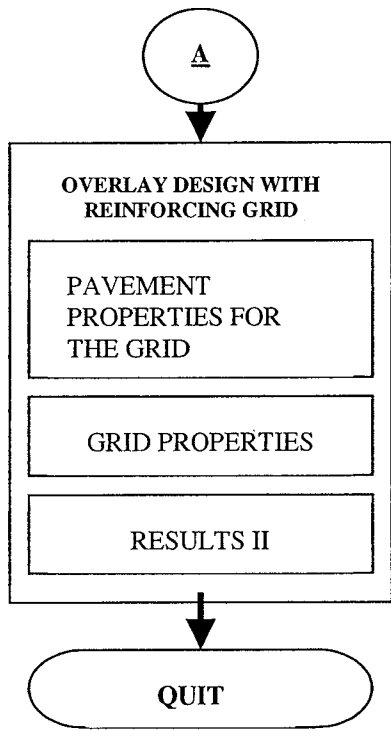 A
OVERLAY DESIGN WITH
REINFORCING GRID
PAVEMENT
PROPERTIES FOR
THE GRID
GRID PROPERTIES
RESULTS II
QUIT